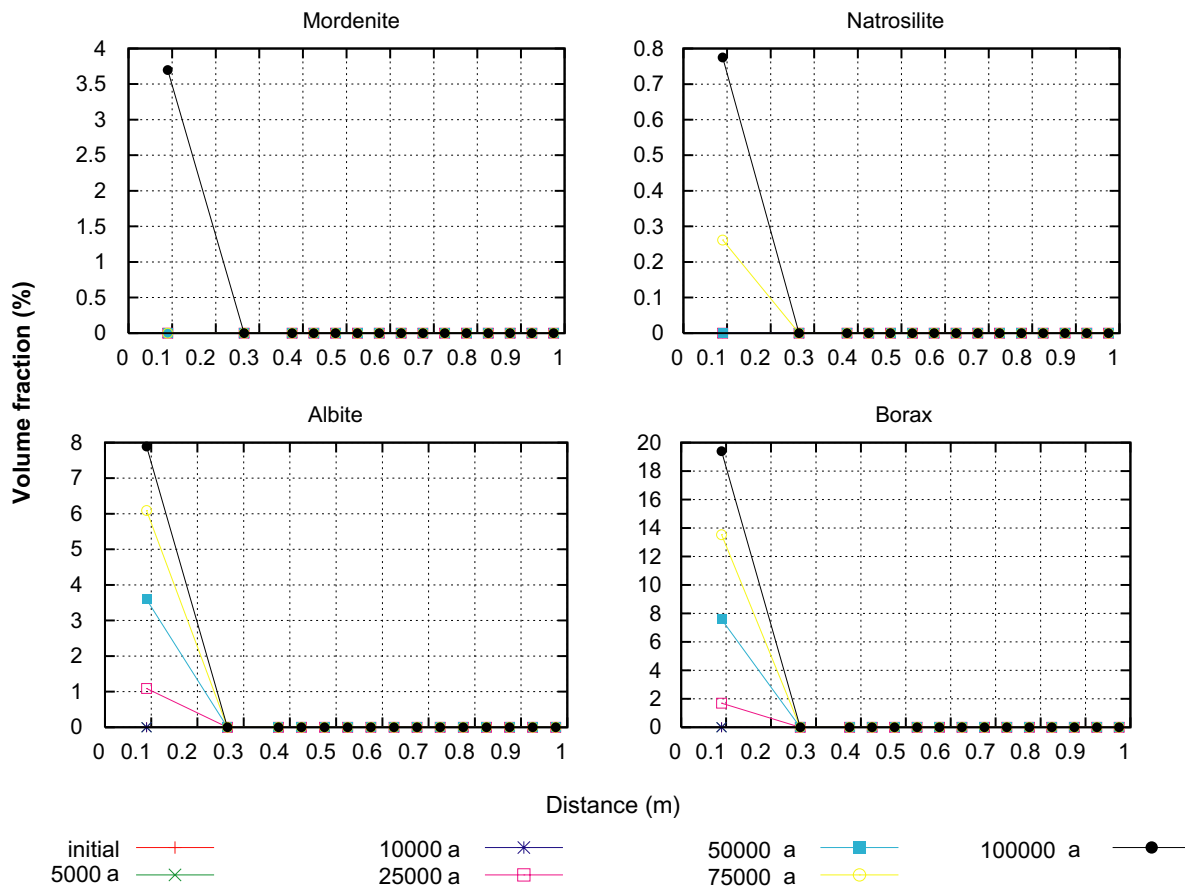 Mordenite
4
3.5
3
2.5
2
1.5
1
0.5
0
0 0.1 0.2 0.3 0.4 0.5 0.6 0.7 0.8 0.9 1
Natrosilite
0.8
0.7
0.6
0.5
0.4
0.3
0.2
0.1
0
0 0.1 0.2 0.3 0.4 0.5 0.6 0.7 0.8 0.9 1
Volume fraction (%)
Albite
8
7
6
5
4
3
2
1
0
0 0.1 0.2 0.3 0.4 0.5 0.6 0.7 0.8 0.9 1
Borax
20
18
16
14
12
10
8
6
4
2
0
0 0.1 0.2 0.3 0.4 0.5 0.6 0.7 0.8 0.9 1
Distance (m)
initial
5000 a
10000 a
25000 a
50000 a
75000 a
100000 a